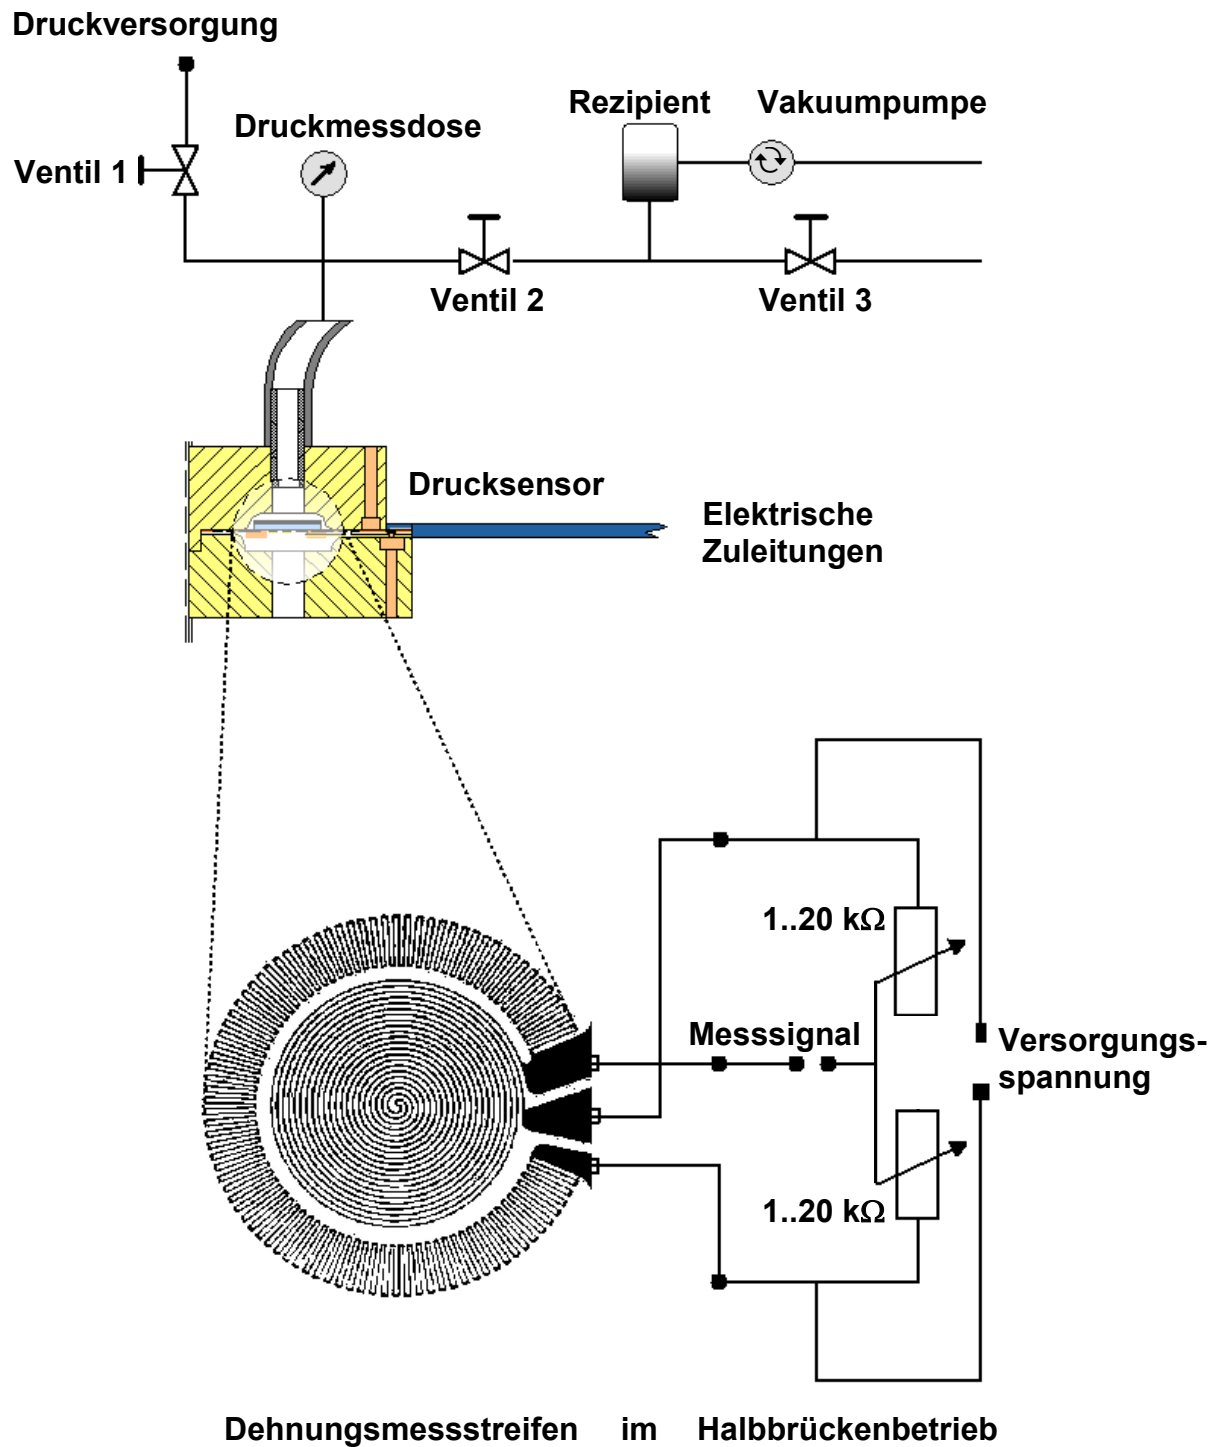 Druckversorgung
Rezipient
Vakuumpumpe
Druckmessdose
Ventil 1
Ventil 2
Ventil 3
Drucksensor
Elektrische
Zuleitungen
1..20 kΩ
Messsignal
Versorgungs-
spannung
1..20 kΩ
Dehnungsmessstreifen im Halbbrückenbetrieb